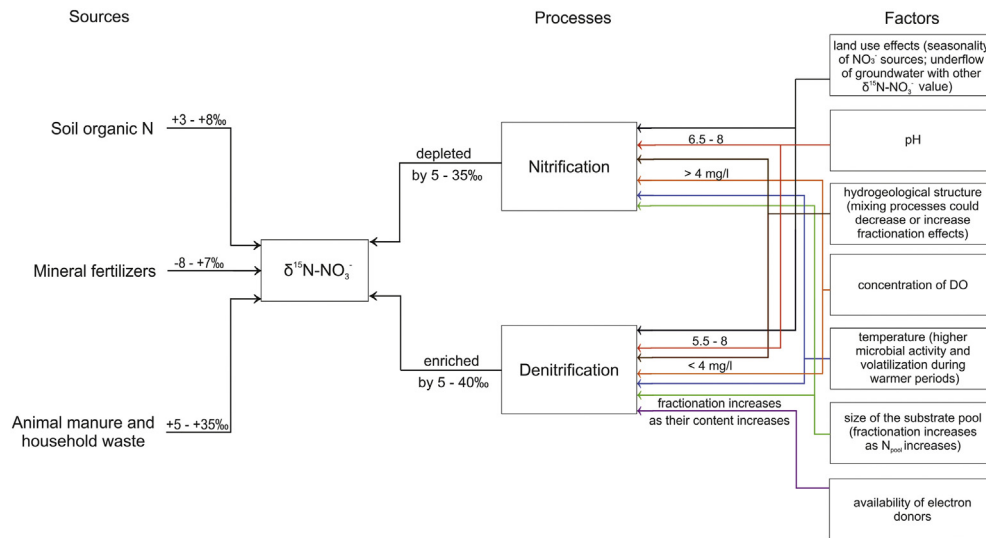 Sources
Processes
Factors
Soil organic N
+3 - +8‰
Mineral fertilizers
-8 - +7‰
Animal manure and
household waste
+5 - +35‰
δ¹⁵N-NO₃⁻
depleted
by 5 - 35‰
enriched
by 5 - 40‰
Nitrification
6.5 - 8
> 4 mg/l
Denitrification
5.5 - 8
< 4 mg/l
fractionation increases
as their content increases
land use effects (seasonality
of NO₃⁻ sources; underflow
of groundwater with other
δ¹⁵N-NO₃⁻ value)
pH
hydrogeological structure
(mixing processes could
decrease or increase
fractionation effects)
concentration of DO
temperature (higher
microbial activity and
volatilization during
warmer periods)
size of the substrate pool
(fractionation increases
as Nₚₒₒₗ increases)
availability of electron
donors